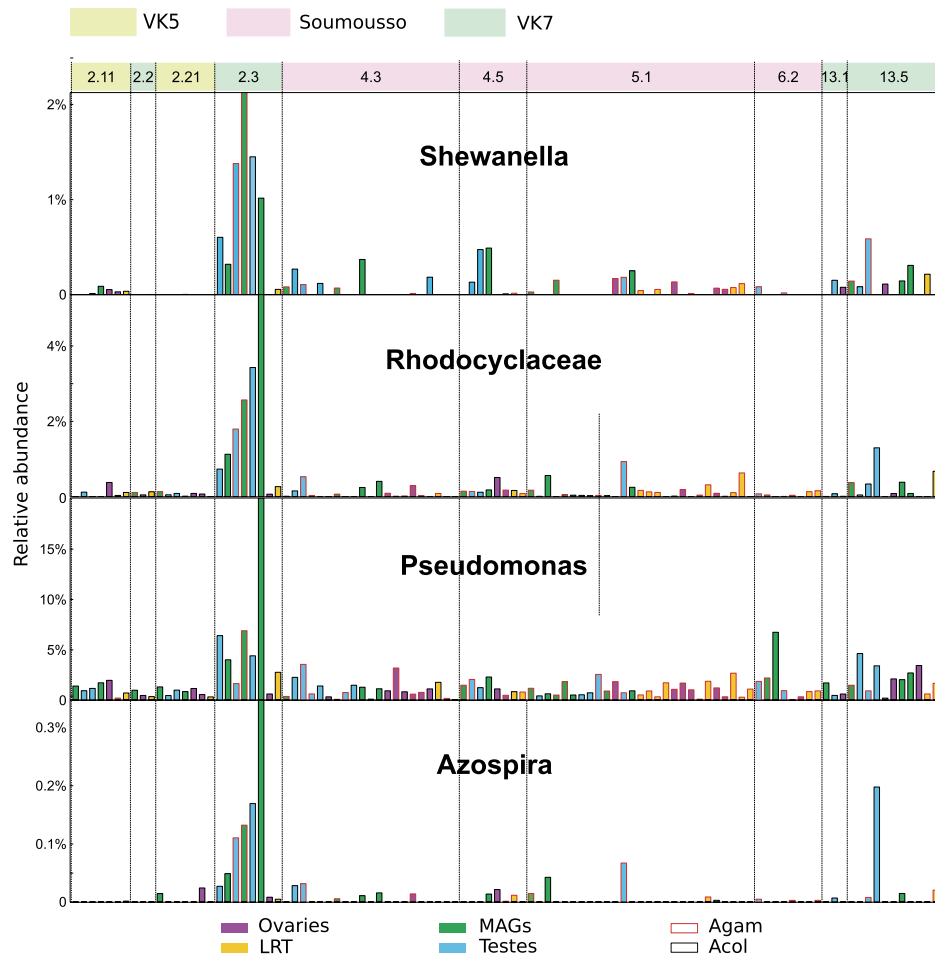 VK5 Soumousso VK7
2.11 2.2 2.21 2.3 4.3 4.5 5.1 6.2 13.1 13.5
2%
Shewanella
1%
0
4%
Rhodocyclaceae
2%
0
Relative abundance
15%
Pseudomonas
10%
5%
0
0.3%
Azospira
0.2%
0.1%
0
Ovaries MAGs Agam
LRT Testes Acol